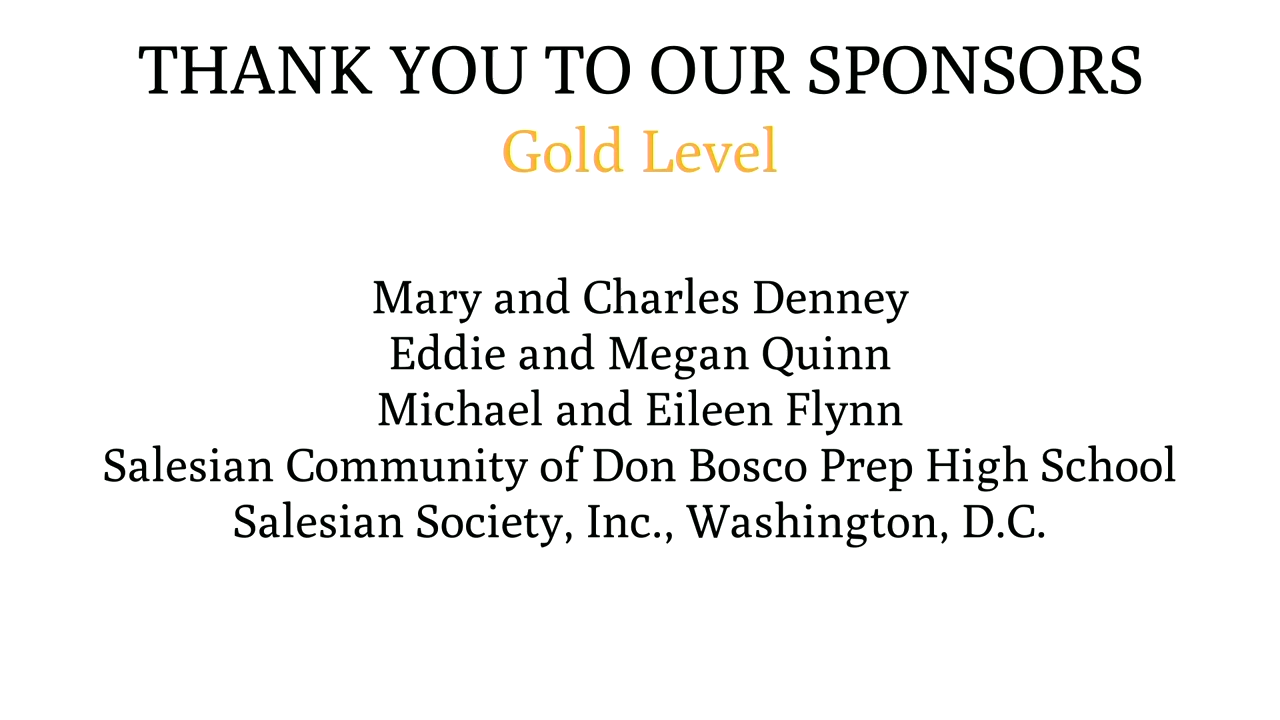 THANK YOU TO OUR SPONSORS
Gold Level
Mary and Charles Denney
Eddie and Megan Quinn
Michael and Eileen Flynn
Salesian Community of Don Bosco Prep High School
Salesian Society, Inc., Washington, D.C.